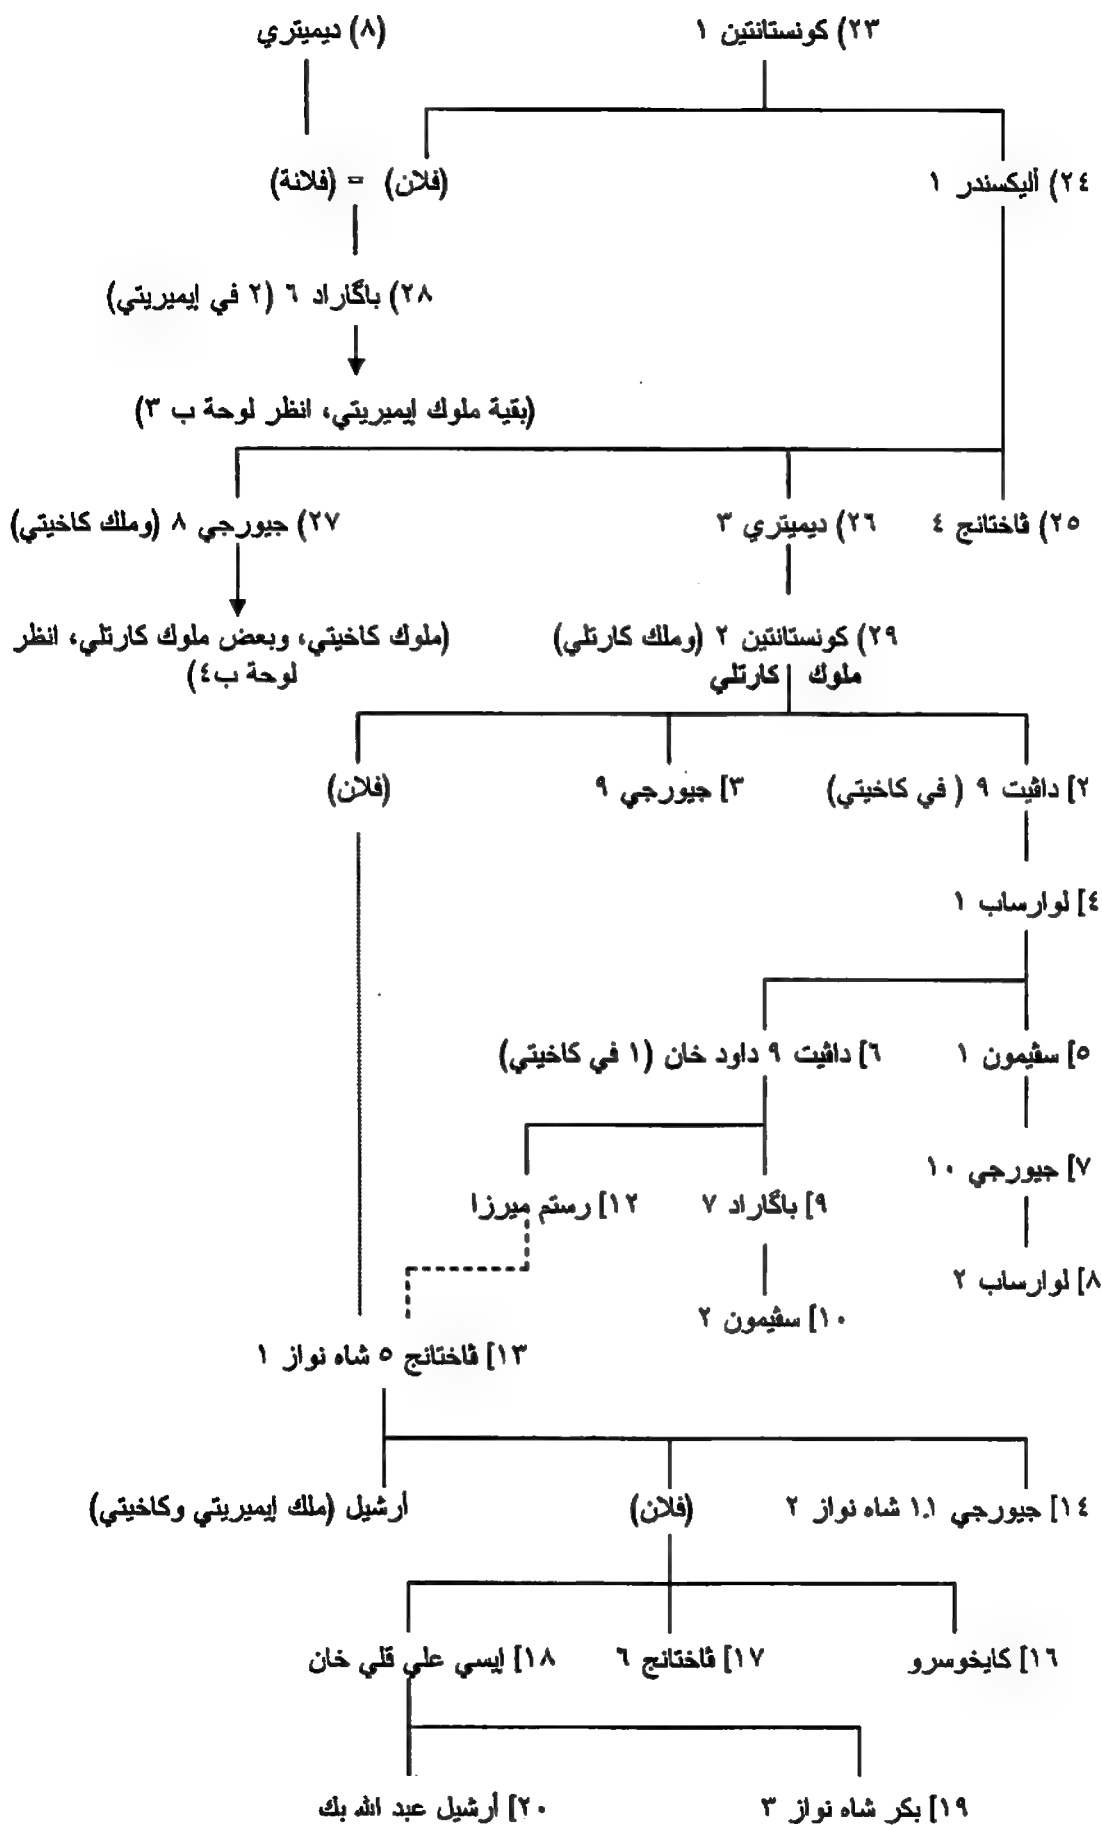 ٢٣) كونستانتين ١
(٨) ديميتري
٢٤) أليكسندر ١
(فلان) = (فلانة)
٢٨) باگاراد ٦ (٢ في إيميريتي)
(بقية ملوك إيميريتي، انظر لوحة ب ٣)
٢٥) ڤاختانج ٤
٢٦) ديميتري ٣
٢٧) جيورجي ٨ (وملك كاخيتي)
٢٩) كونستانتين ٢ (وملك كارتلي)
ملوك كارتلي
(ملوك كاخيتي، وبعض ملوك كارتلي، انظر
لوحة ب٤)
٢] داڤيت ٩ ( في كاخيتي)
٣] جيورجي ٩
(فلان)
٤] لوارساب ١
٥] سڤيمون ١
٦] داڤيت ٩ داود خان (١ في كاخيتي)
٧] جيورجي ١٠
٩] باگاراد ٧
١٢] رستم ميرزا
٨] لوارساب ٢
١٠] سڤيمون ٢
١٣] ڤاختانج ٥ شاه نواز ١
١٤] جيورجي ١.١ شاه نواز ٢
(فلان)
أرشيل (ملك إيميريتي وكاخيتي)
١٦] كايخوسرو
١٧] ڤاختانج ٦
١٨] إيسي علي قلي خان
١٩] بكر شاه نواز ٣
٢٠] أرشيل عبد الله بك